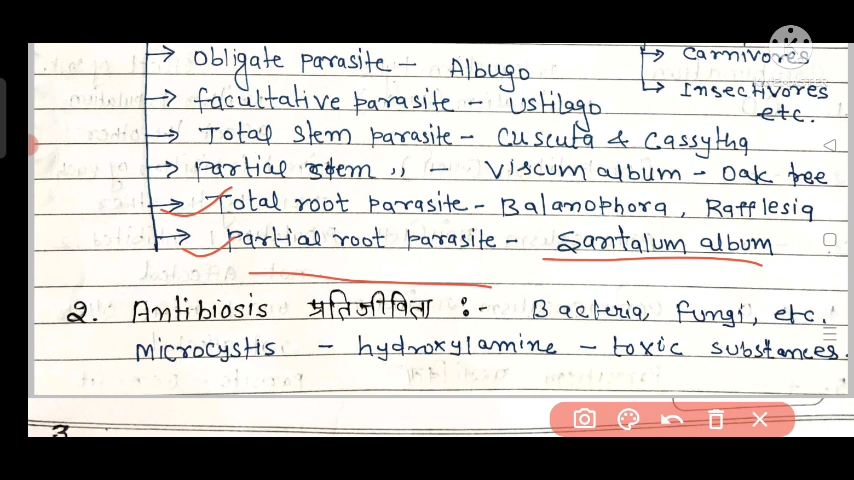 → Obligate parasite – Albugo
→ Carnivores
→ facultative parasite – Ustilago
→ Insectivores etc.
→ Total stem parasite – Cuscuta & Cassytha
→ Partial stem ,, – Viscum album – Oak tree
→ Total root parasite – Balanophora, Rafflesia
→ Partial root parasite – Santalum album
2. Antibiosis प्रतिजीविता :- Bacteria, fungi, etc.
Microcystis – hydroxylamine – toxic substances.
3